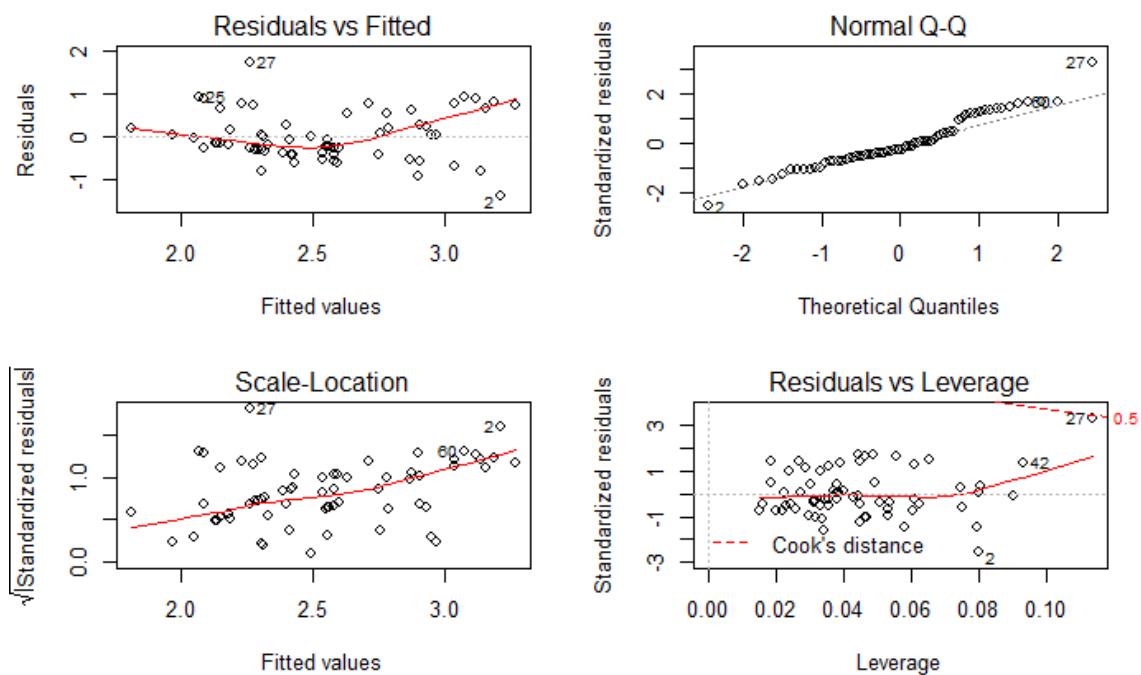 Residuals vs Fitted
Residuals
2
1
0
-1
27
25
2
2.0 2.5 3.0
Fitted values
Normal Q-Q
Standardized residuals
2
0
-2
27
60
2
-2 -1 0 1 2
Theoretical Quantiles
Scale-Location
√|Standardized residuals|
1.0
0.0
27
2
60
2.0 2.5 3.0
Fitted values
Residuals vs Leverage
Standardized residuals
3
1
-1
-3
27
0.5
42
Cook's distance
2
0.00 0.02 0.04 0.06 0.08 0.10
Leverage